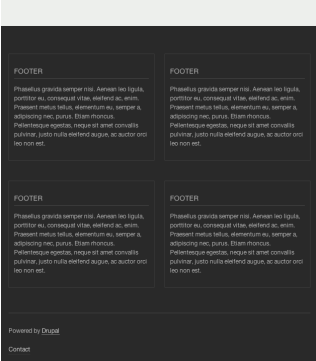 FOOTER
Phasellus gravida semper nisi. Aenean leo ligula,
porttitor eu, consequat vitae, eleifend ac, enim.
Praesent metus tellus, elementum eu, semper a,
adipiscing nec, purus. Etiam rhoncus.
Pellentesque egestas, neque sit amet convallis
pulvinar, justo nulla eleifend augue, ac auctor orci
leo non est.
FOOTER
Phasellus gravida semper nisi. Aenean leo ligula,
porttitor eu, consequat vitae, eleifend ac, enim.
Praesent metus tellus, elementum eu, semper a,
adipiscing nec, purus. Etiam rhoncus.
Pellentesque egestas, neque sit amet convallis
pulvinar, justo nulla eleifend augue, ac auctor orci
leo non est.
FOOTER
Phasellus gravida semper nisi. Aenean leo ligula,
porttitor eu, consequat vitae, eleifend ac, enim.
Praesent metus tellus, elementum eu, semper a,
adipiscing nec, purus. Etiam rhoncus.
Pellentesque egestas, neque sit amet convallis
pulvinar, justo nulla eleifend augue, ac auctor orci
leo non est.
FOOTER
Phasellus gravida semper nisi. Aenean leo ligula,
porttitor eu, consequat vitae, eleifend ac, enim.
Praesent metus tellus, elementum eu, semper a,
adipiscing nec, purus. Etiam rhoncus.
Pellentesque egestas, neque sit amet convallis
pulvinar, justo nulla eleifend augue, ac auctor orci
leo non est.
Powered by Drupal
Contact